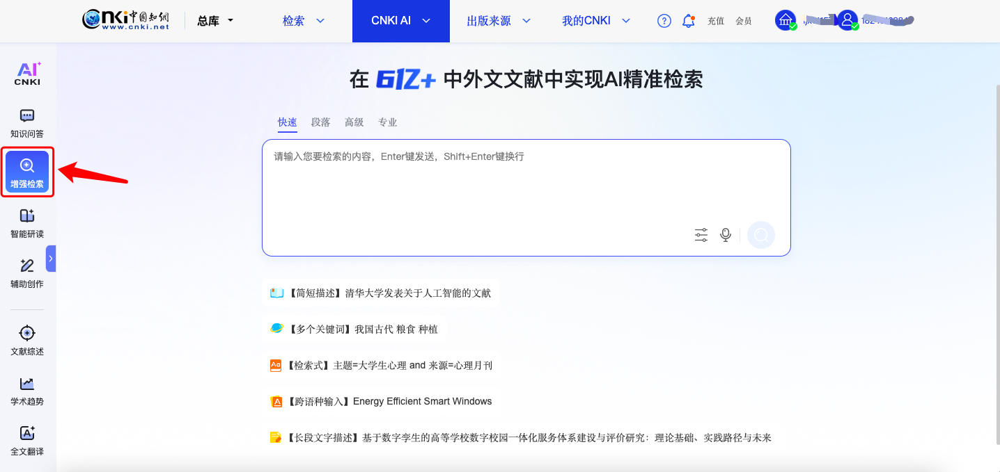 Cnki中国知网
www.cnki.net
总库
检索
CNKI AI
出版来源
我的CNKI
充值
会员
AI
CNKI
知识问答
增强检索
智能研读
辅助创作
文献综述
学术趋势
全文翻译
在 6亿+ 中外文文献中实现AI精准检索
快速 段落 高级 专业
请输入您要检索的内容，Enter键发送，Shift+Enter键换行
【简短描述】清华大学发表关于人工智能的文献
【多个关键词】我国古代 粮食 种植
【检索式】主题=大学生心理 and 来源=心理月刊
【跨语种输入】Energy Efficient Smart Windows
【长段文字描述】基于数字孪生的高等学校数字校园一体化服务体系建设与评价研究：理论基础、实践路径与未来